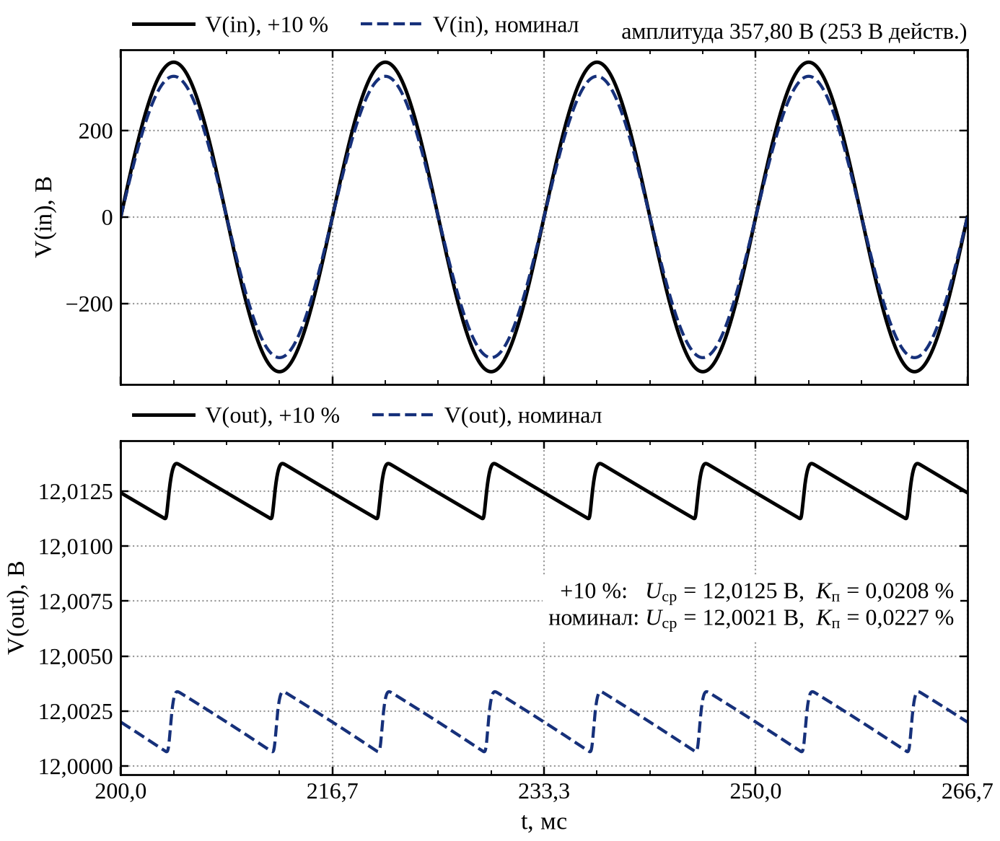 V(in), +10 % V(in), номинал амплитуда 357,80 В (253 В действ.)
V(in), В
200
0
−200
V(out), +10 % V(out), номинал
V(out), В
12,0125
12,0100
12,0075
12,0050
12,0025
12,0000
+10 %: Uср = 12,0125 В, Kп = 0,0208 %
номинал: Uср = 12,0021 В, Kп = 0,0227 %
200,0 216,7 233,3 250,0 266,7
t, мс